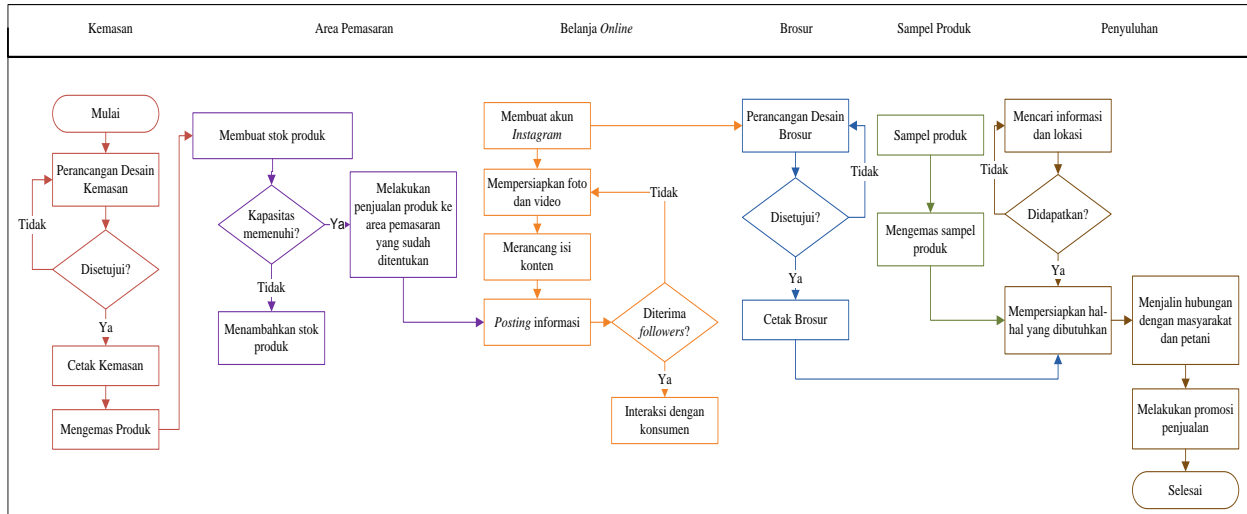 Kemasan
Area Pemasaran
Belanja Online
Brosur
Sampel Produk
Penyuluhan
Mulai
Perancangan Desain
Kemasan
Tidak
Disetujui?
Ya
Cetak Kemasan
Mengemas Produk
Membuat stok produk
Kapasitas
memenuhi?
Ya
Tidak
Menambahkan stok
produk
Melakukan
penjualan produk ke
area pemasaran
yang sudah
ditentukan
Membuat akun
Instagram
Mempersiapkan foto
dan video
Merancang isi
konten
Posting informasi
Tidak
Diterima
followers?
Ya
Interaksi dengan
konsumen
Perancangan Desain
Brosur
Tidak
Disetujui?
Ya
Cetak Brosur
Sampel produk
Mengemas sampel
produk
Mencari informasi
dan lokasi
Tidak
Didapatkan?
Ya
Mempersiapkan hal-
hal yang dibutuhkan
Menjalin hubungan
dengan masyarakat
dan petani
Melakukan promosi
penjualan
Selesai